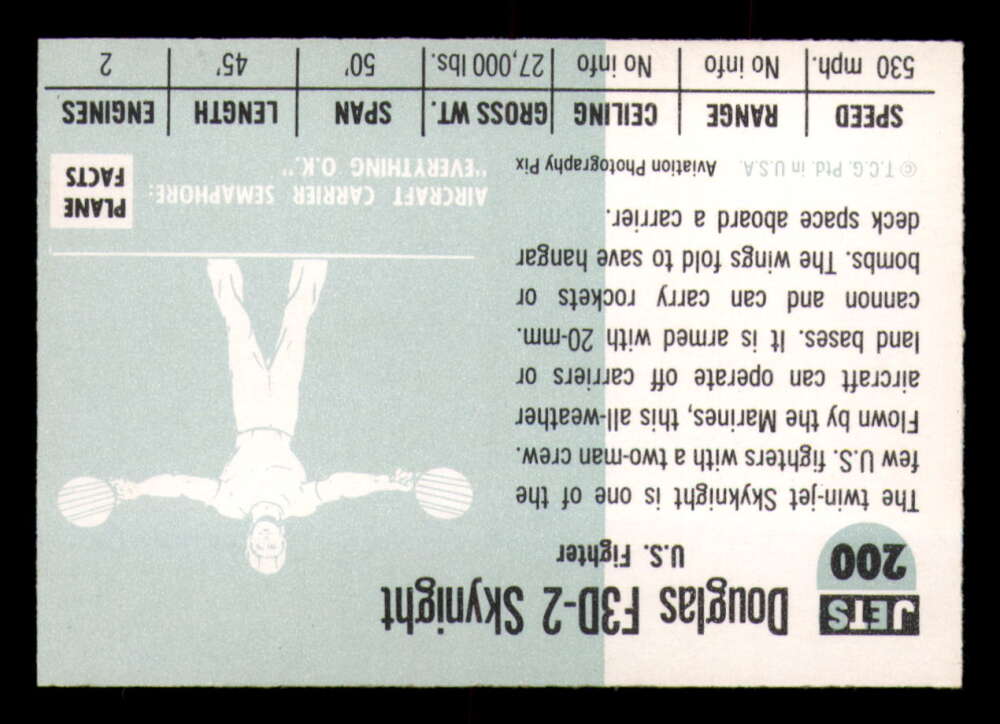 JETS
200
Douglas F3D-2 Skynight
U.S. Fighter
The twin-jet Skyknight is one of the
few U.S. fighters with a two-man crew.
Flown by the Marines, this all-weather
aircraft can operate off carriers or
land bases. It is armed with 20-mm.
cannon and can carry rockets or
bombs. The wings fold to save hangar
deck space aboard a carrier.
© T.C.G. Ptd. in U.S.A Aviation Photography Pix
AIRCRAFT CARRIER SEMAPHORE:
"EVERYTHING O.K."
PLANE
FACTS
SPEED RANGE CEILING GROSS WT. SPAN LENGTH ENGINES
530 mph. No info No info 27,000 lbs. 50' 45' 2